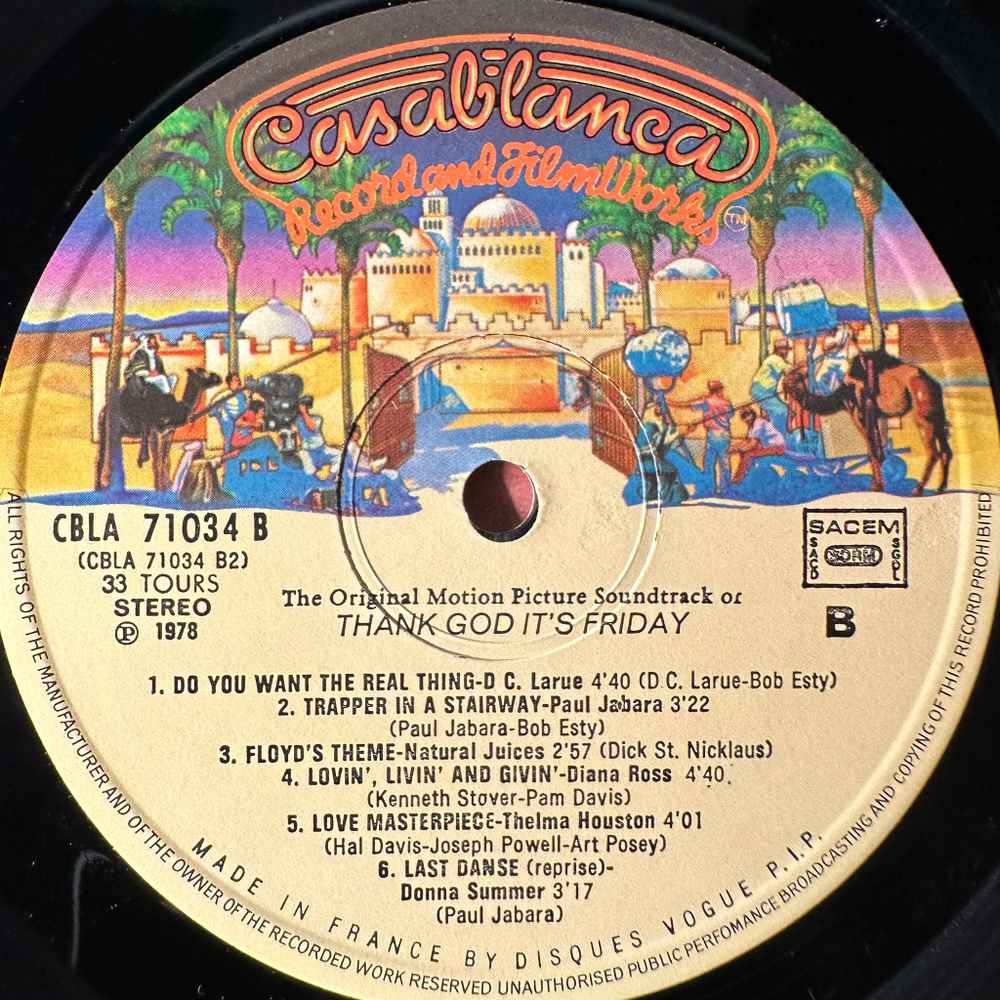 Casablanca
Record and FilmWorks
TM
CBLA 71034 B
(CBLA 71034 B2)
33 TOURS
STEREO
Ⓟ 1978
SACEM
SACD
SDRM
SGDL
B
The Original Motion Picture Soundtrack or
THANK GOD IT'S FRIDAY
1. DO YOU WANT THE REAL THING-D C. Larue 4'40 (D C. Larue-Bob Esty)
2. TRAPPER IN A STAIRWAY-Paul Jabara 3'22
(Paul Jabara-Bob Esty)
3. FLOYD'S THEME-Natural Juices 2'57 (Dick St. Nicklaus)
4. LOVIN', LIVIN' AND GIVIN'-Diana Ross 4'40.
(Kenneth Stover-Pam Davis)
5. LOVE MASTERPIECE-Thelma Houston 4'01
(Hal Davis-Joseph Powell-Art Posey)
6. LAST DANSE (reprise)-
Donna Summer 3'17
(Paul Jabara)
MADE IN FRANCE BY DISQUES VOGUE P.I.P.
ALL RIGHTS OF THE MANUFACTURER AND OF THE OWNER OF THE RECORDED WORK RESERVED UNAUTHORISED PUBLIC PERFOMANCE BROADCASTING AND COPYING OF THIS RECORD PROHIBITED